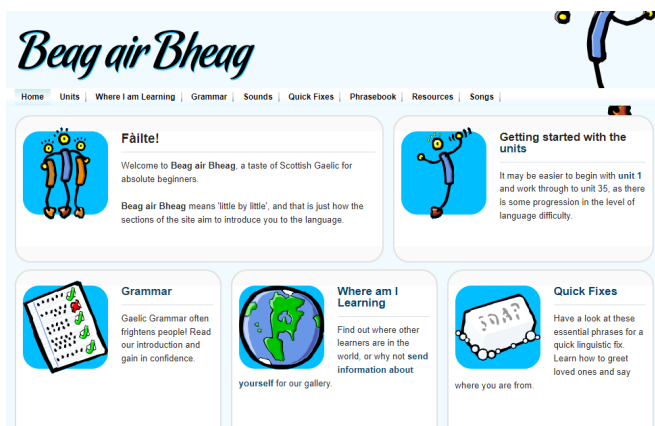 Beag air Bheag
Home Units Where I am Learning Grammar Sounds Quick Fixes Phrasebook Resources Songs
Fàilte!
Welcome to Beag air Bheag, a taste of Scottish Gaelic for
absolute beginners.
Beag air Bheag means 'little by little', and that is just how the
sections of the site aim to introduce you to the language.
Getting started with the
units
It may be easier to begin with unit 1
and work through to unit 35, as there
is some progression in the level of
language difficulty.
Grammar
Gaelic Grammar often
frightens people! Read
our introduction and
gain in confidence.
Where am I
Learning
Find out where other
learners are in the
world, or why not send
information about
yourself for our gallery.
SOAP
Quick Fixes
Have a look at these
essential phrases for a
quick linguistic fix.
Learn how to greet
loved ones and say
where you are from.